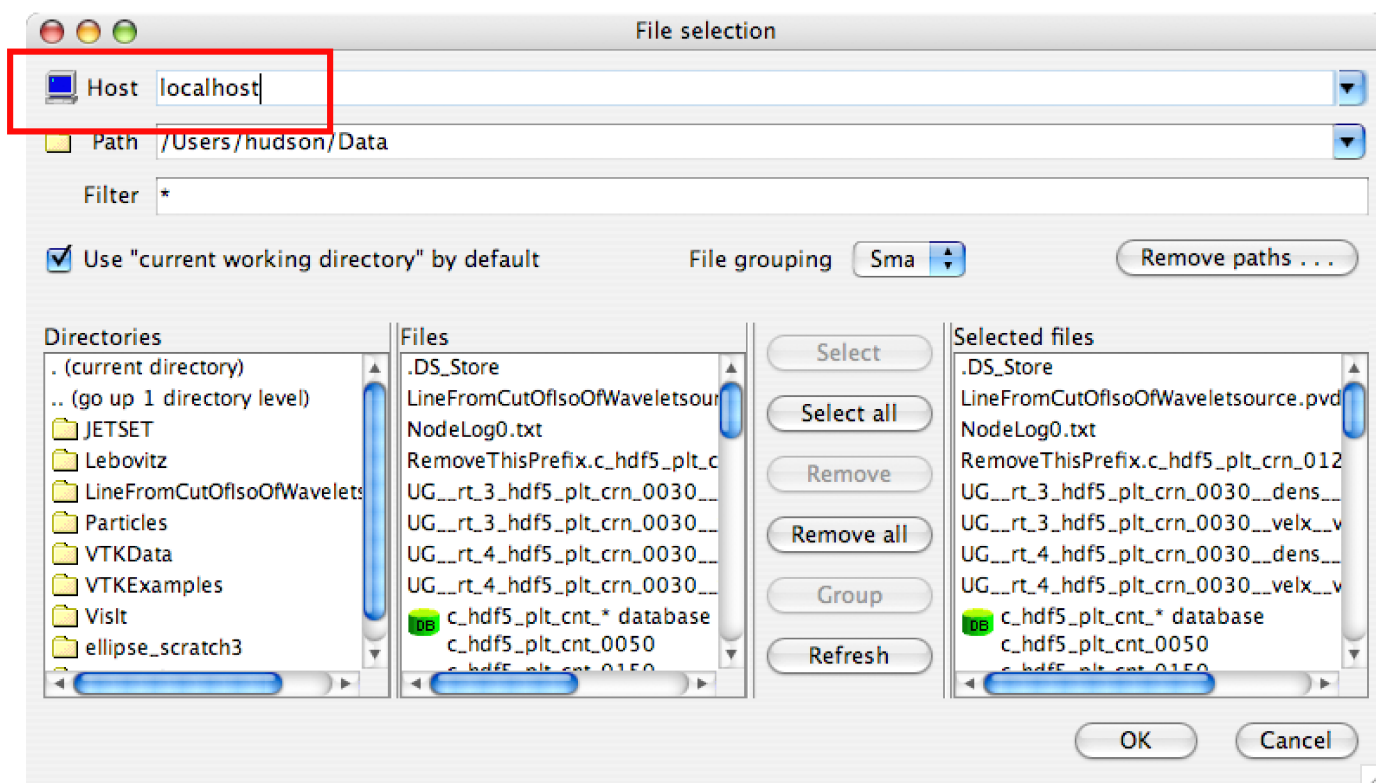 File selection
Host localhost
Path /Users/hudson/Data
Filter *
Use "current working directory" by default File grouping Sma Remove paths . . .
Directories
. (current directory)
.. (go up 1 directory level)
JETSET
Lebovitz
LineFromCutOfIsoOfWavelets
Particles
VTKData
VTKExamples
VisIt
ellipse_scratch3
Files
.DS_Store
LineFromCutOfIsoOfWaveletsour
NodeLog0.txt
RemoveThisPrefix.c_hdf5_plt_c
UG__rt_3_hdf5_plt_crn_0030__
UG__rt_3_hdf5_plt_crn_0030__
UG__rt_4_hdf5_plt_crn_0030__
UG__rt_4_hdf5_plt_crn_0030__
DB c_hdf5_plt_cnt_* database
c_hdf5_plt_cnt_0050
c_hdf5_plt_cnt_0150
Select
Select all
Remove
Remove all
Group
Refresh
Selected files
.DS_Store
LineFromCutOfIsoOfWaveletsource.pvd
NodeLog0.txt
RemoveThisPrefix.c_hdf5_plt_crn_012
UG__rt_3_hdf5_plt_crn_0030__dens__
UG__rt_3_hdf5_plt_crn_0030__velx__v
UG__rt_4_hdf5_plt_crn_0030__dens__
UG__rt_4_hdf5_plt_crn_0030__velx__v
DB c_hdf5_plt_cnt_* database
c_hdf5_plt_cnt_0050
c_hdf5_plt_cnt_0150
OK Cancel